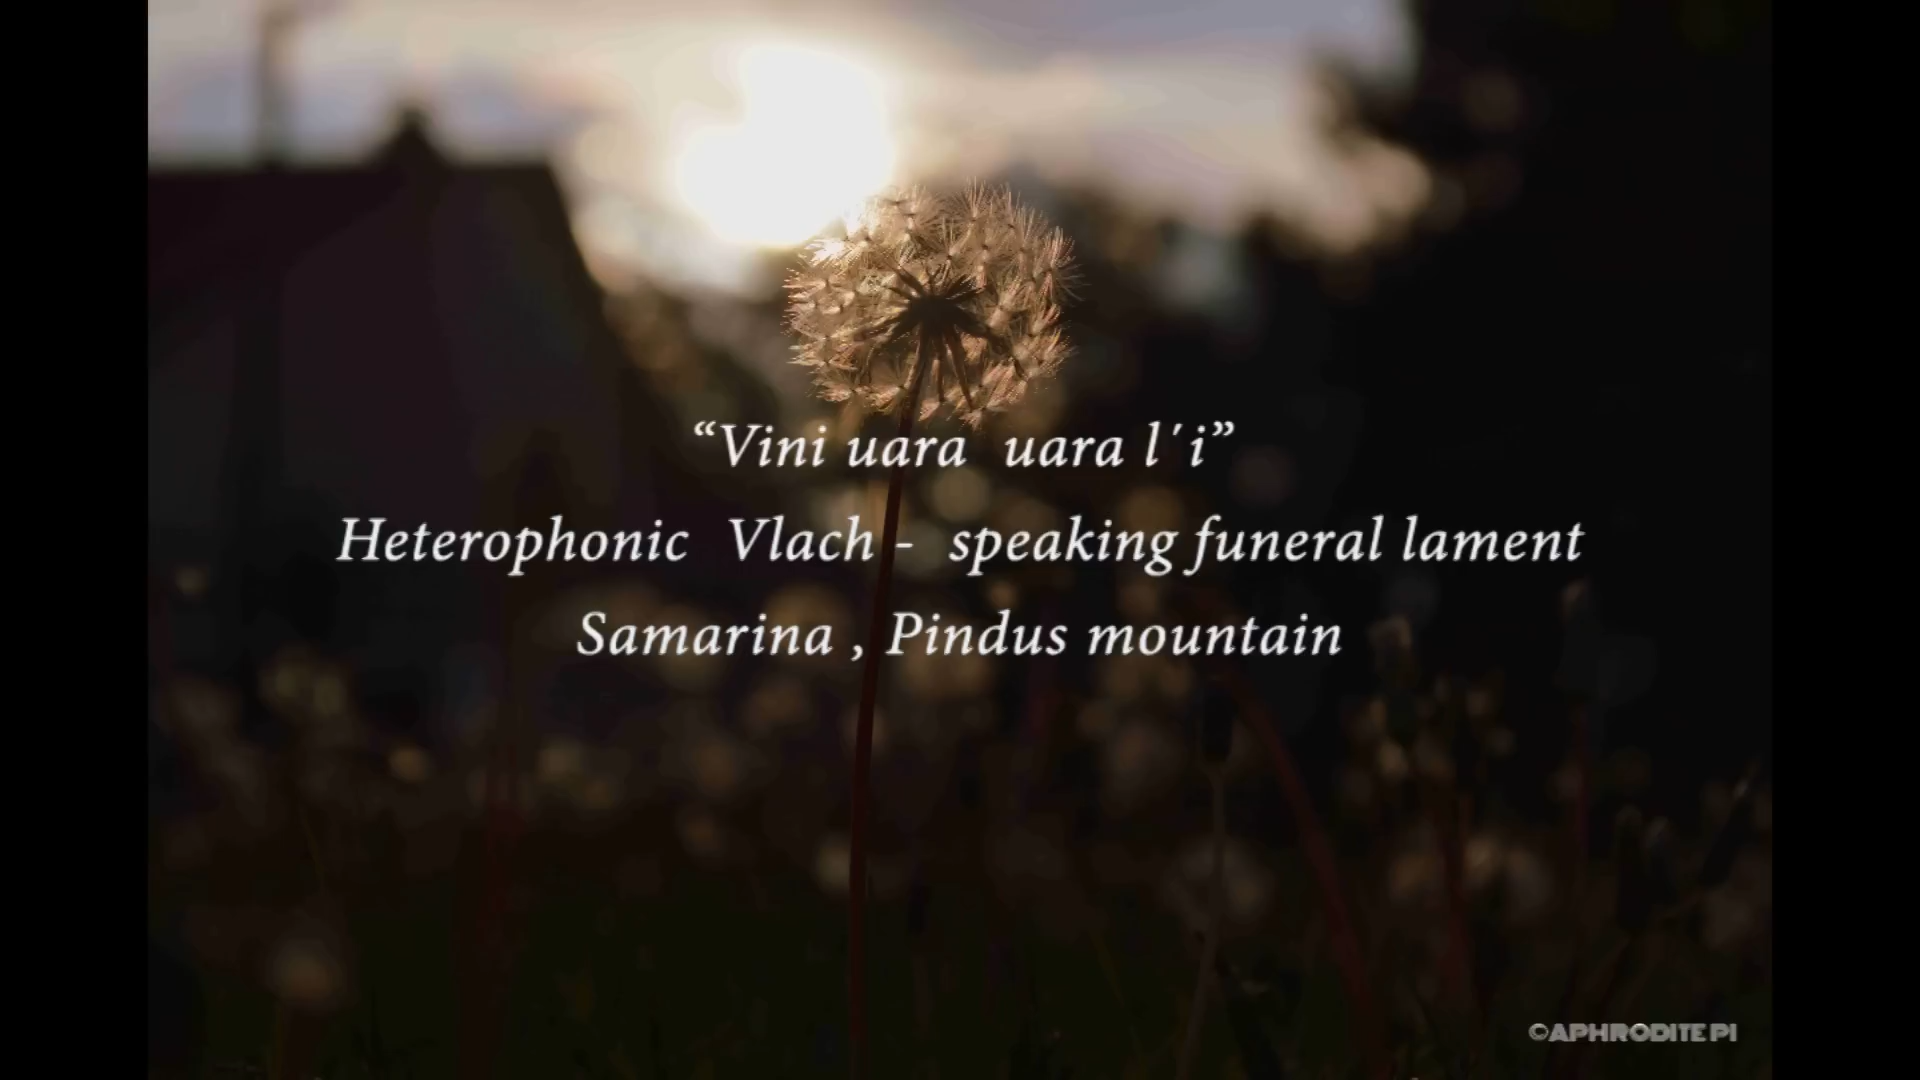 “Vini uara uara l΄i”
Heterophonic Vlach - speaking funeral lament
Samarina , Pindus mountain
©APHRODITE PI